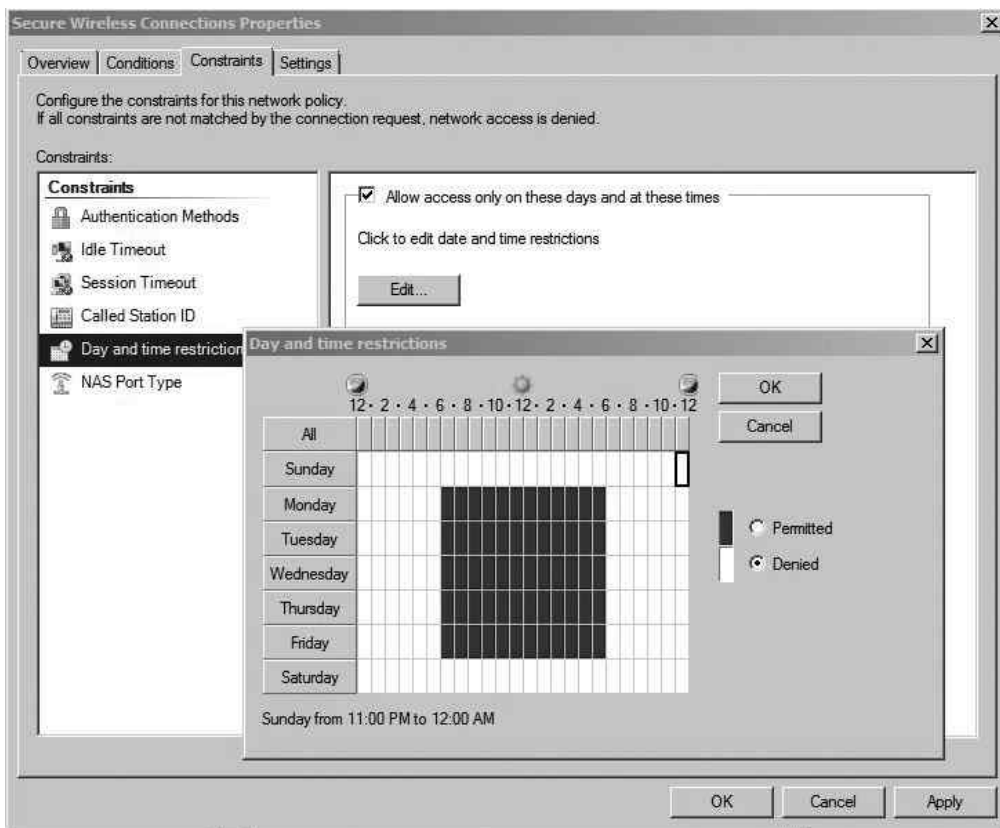 Secure Wireless Connections Properties
Overview Conditions Constraints Settings
Configure the constraints for this network policy.
If all constraints are not matched by the connection request, network access is denied.
Constraints:
Constraints
Authentication Methods
Idle Timeout
Session Timeout
Called Station ID
Day and time restriction
NAS Port Type
Allow access only on these days and at these times
Click to edit date and time restrictions
Edit...
Day and time restrictions
12 · 2 · 4 · 6 · 8 · 10 · 12 · 2 · 4 · 6 · 8 · 10 · 12
All
Sunday
Monday
Tuesday
Wednesday
Thursday
Friday
Saturday
OK
Cancel
Permitted
Denied
Sunday from 11:00 PM to 12:00 AM
OK Cancel Apply